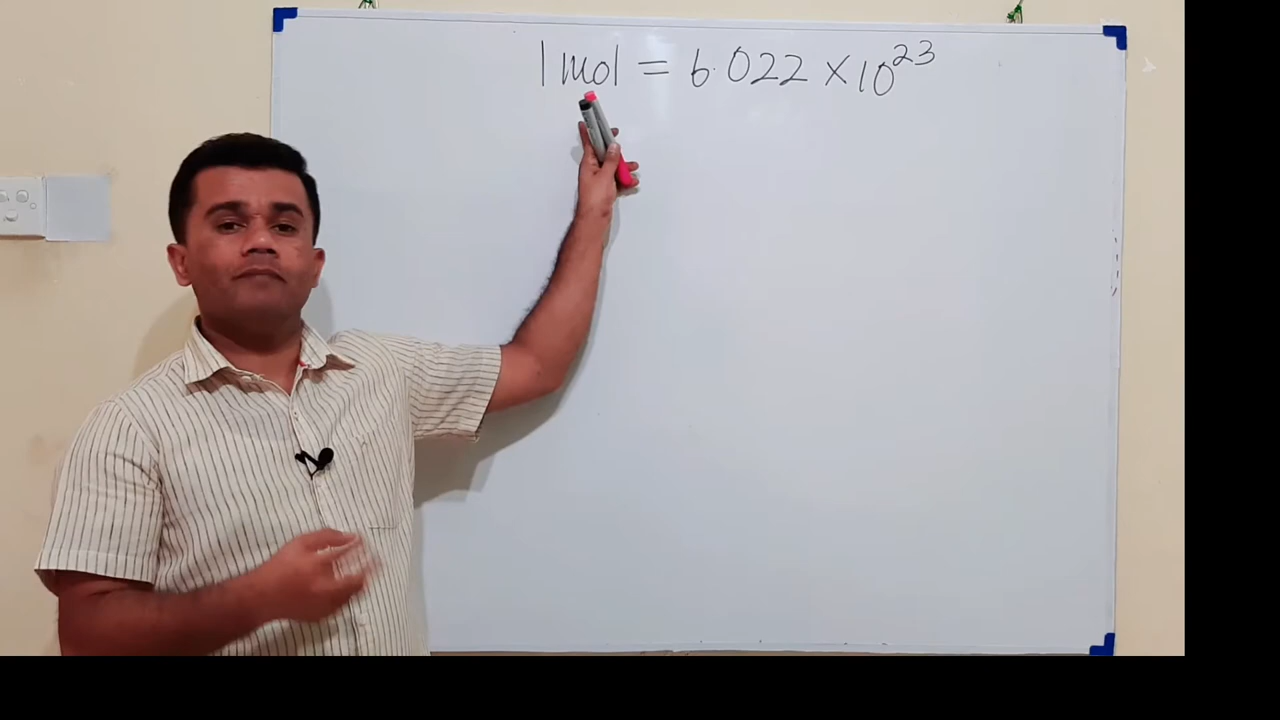 1 mol = 6.022 × 10²³